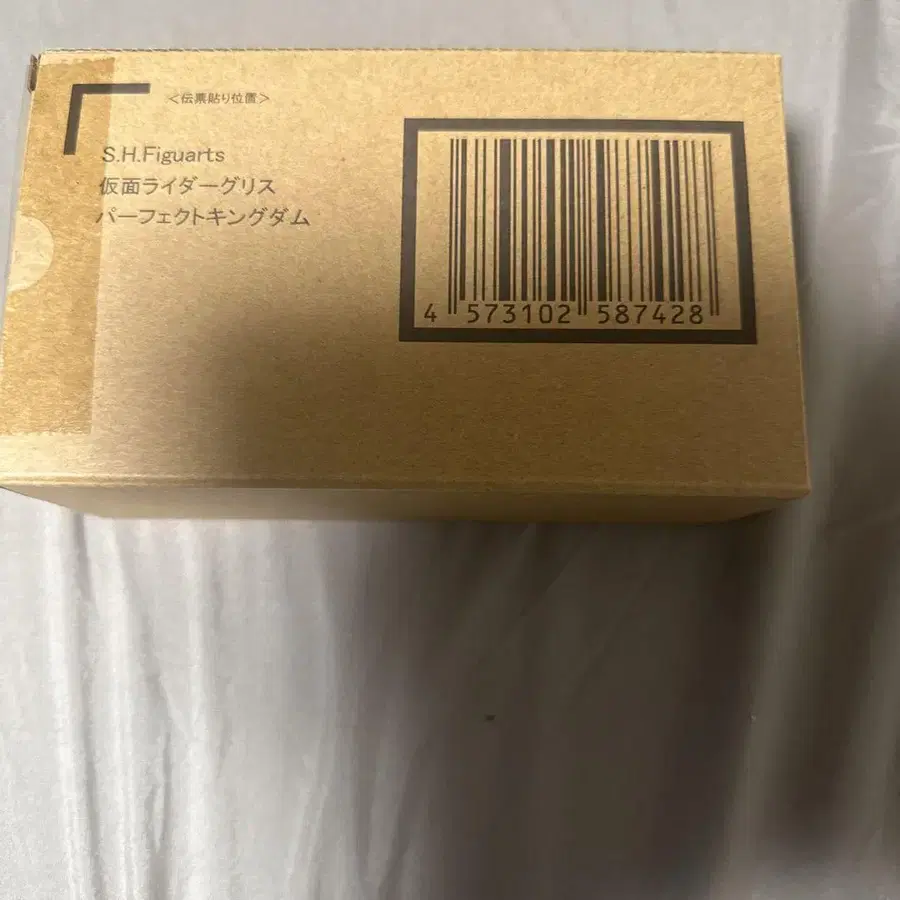 ＜伝票貼り位置＞
S.H.Figuarts
仮面ライダーグリス
パーフェクトキングダム
4 573102 587428